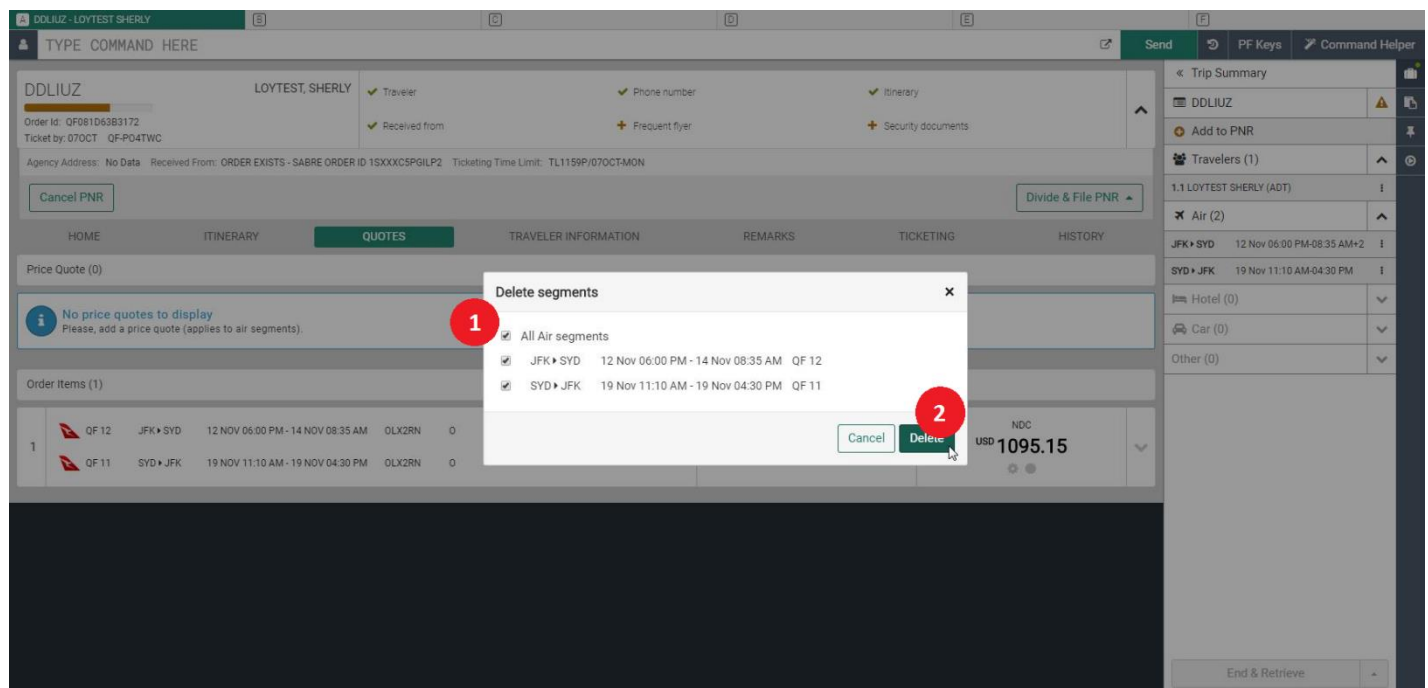 A DDLIUZ - LOYTEST SHERLY B C D E F
TYPE COMMAND HERE Send PF Keys Command Helper
DDLIUZ LOYTEST, SHERLY
Order Id: QF081D63B3172
Ticket by: 07OCT QF-PO4TWC
Traveler Phone number Itinerary
Received from Frequent flyer Security documents
Agency Address: No Data Received From: ORDER EXISTS - SABRE ORDER ID 1SXXXC5PGILP2 Ticketing Time Limit: TL1159P/07OCT-MON
Cancel PNR Divide & File PNR
HOME ITINERARY QUOTES TRAVELER INFORMATION REMARKS TICKETING HISTORY
Price Quote (0)
i No price quotes to display
Please, add a price quote (applies to air segments).
Order Items (1)
1
QF 12 JFK SYD 12 NOV 06:00 PM - 14 NOV 08:35 AM OLX2RN O
QF 11 SYD JFK 19 NOV 11:10 AM - 19 NOV 04:30 PM OLX2RN O
NDC
USD 1095.15
Delete segments x
1
All Air segments
JFK SYD 12 Nov 06:00 PM - 14 Nov 08:35 AM QF 12
SYD JFK 19 Nov 11:10 AM - 19 Nov 04:30 PM QF 11
2
Cancel Delete
« Trip Summary
DDLIUZ
Add to PNR
Travelers (1)
1.1 LOYTEST SHERLY (ADT)
Air (2)
JFK SYD 12 Nov 06:00 PM-08:35 AM+2
SYD JFK 19 Nov 11:10 AM-04:30 PM
Hotel (0)
Car (0)
Other (0)
End & Retrieve